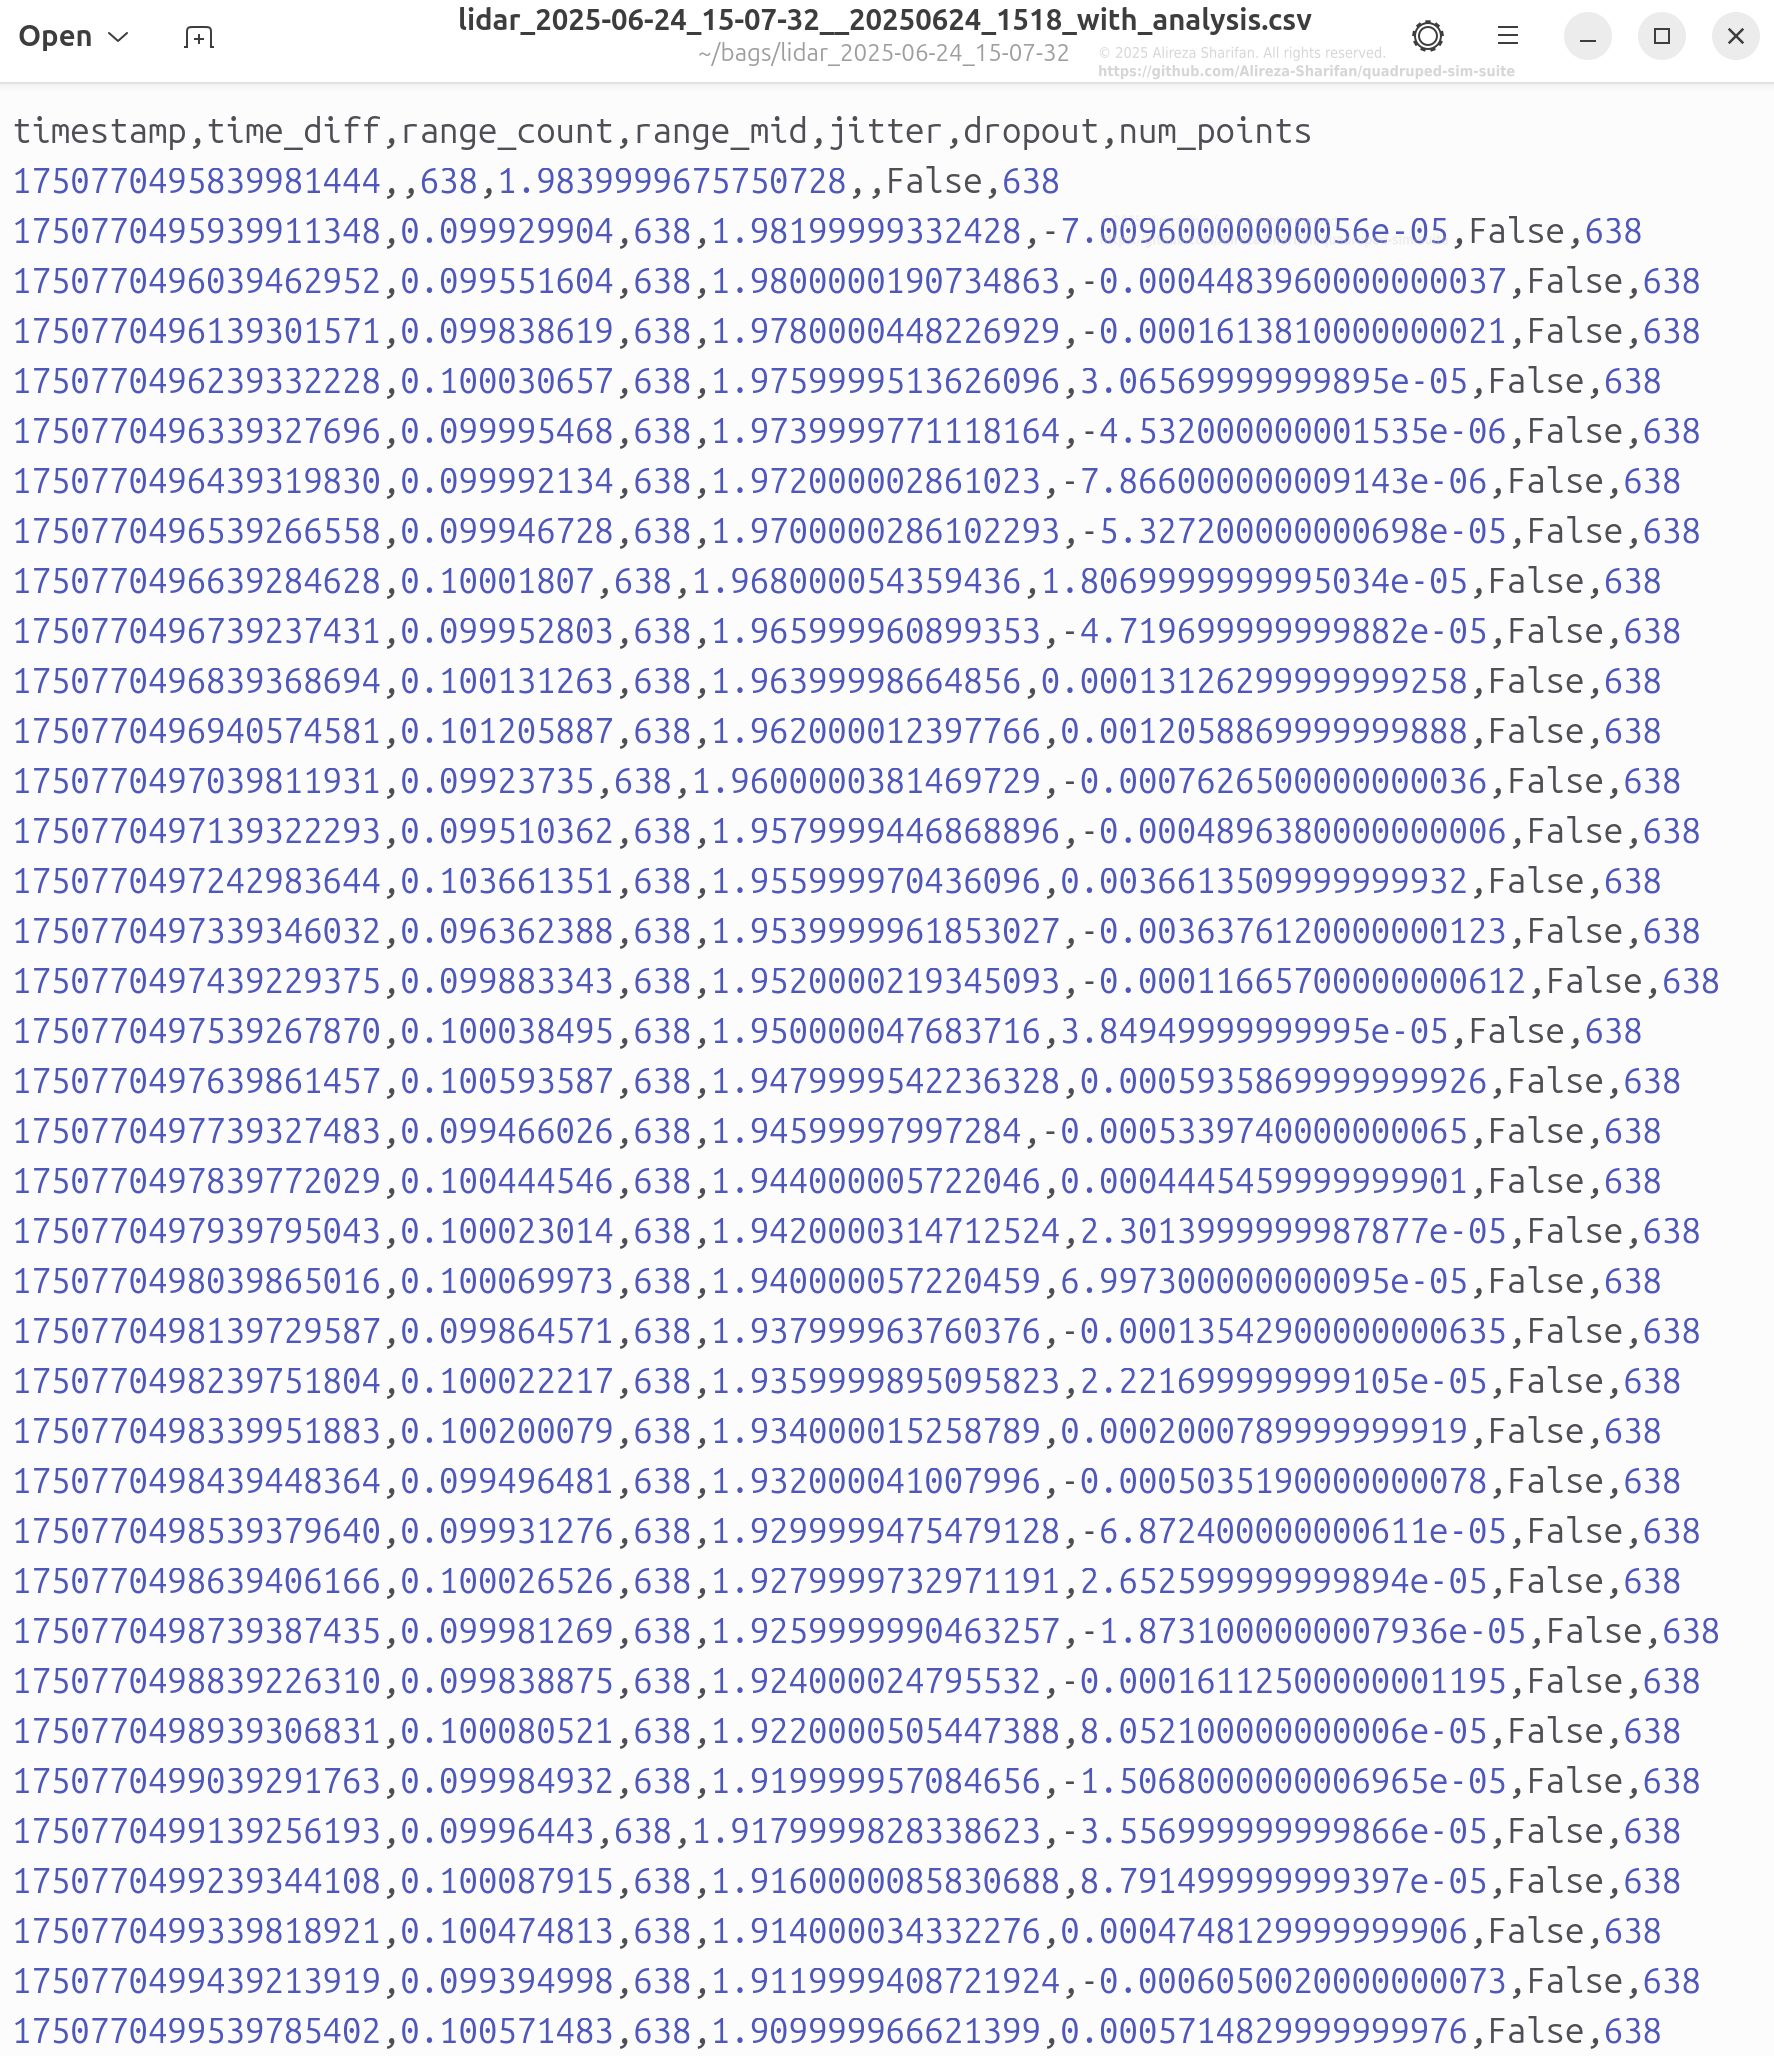 Open
lidar_2025-06-24_15-07-32__20250624_1518_with_analysis.csv
~/bags/lidar_2025-06-24_15-07-32
© 2025 Alireza Sharifan. All rights reserved.
https://github.com/Alireza-Sharifan/quadruped-sim-suite
timestamp,time_diff,range_count,range_mid,jitter,dropout,num_points
1750770495839981444,,638,1.9839999675750728,,False,638
1750770495939911348,0.099929904,638,1.981999999332428,-7.00960000000056e-05,False,638
1750770496039462952,0.099551604,638,1.9800000190734863,-0.0004483960000000037,False,638
1750770496139301571,0.099838619,638,1.9780000448226929,-0.0001613810000000021,False,638
1750770496239332228,0.100030657,638,1.9759999513626096,3.06569999999895e-05,False,638
1750770496339327696,0.099995468,638,1.9739999771118164,-4.532000000001535e-06,False,638
1750770496439319830,0.099992134,638,1.972000002861023,-7.866000000009143e-06,False,638
1750770496539266558,0.099946728,638,1.9700000286102293,-5.327200000000698e-05,False,638
1750770496639284628,0.10001807,638,1.968000054359436,1.8069999999995034e-05,False,638
1750770496739237431,0.099952803,638,1.965999960899353,-4.719699999999882e-05,False,638
1750770496839368694,0.100131263,638,1.96399998664856,0.00013126299999999258,False,638
1750770496940574581,0.101205887,638,1.962000012397766,0.0012058869999999888,False,638
1750770497039811931,0.09923735,638,1.9600000381469729,-0.0007626500000000036,False,638
1750770497139322293,0.099510362,638,1.9579999446868896,-0.0004896380000000006,False,638
1750770497242983644,0.103661351,638,1.955999970436096,0.0036613509999999932,False,638
1750770497339346032,0.096362388,638,1.9539999961853027,-0.0036376120000000123,False,638
1750770497439229375,0.099883343,638,1.9520000219345093,-0.00011665700000000612,False,638
1750770497539267870,0.100038495,638,1.950000047683716,3.84949999999995e-05,False,638
1750770497639861457,0.100593587,638,1.9479999542236328,0.0005935869999999926,False,638
1750770497739327483,0.099466026,638,1.94599997997284,-0.0005339740000000065,False,638
1750770497839772029,0.100444546,638,1.944000005722046,0.0004445459999999901,False,638
1750770497939795043,0.100023014,638,1.9420000314712524,2.3013999999987877e-05,False,638
1750770498039865016,0.100069973,638,1.940000057220459,6.997300000000095e-05,False,638
1750770498139729587,0.099864571,638,1.937999963760376,-0.00013542900000000635,False,638
1750770498239751804,0.100022217,638,1.9359999895095823,2.221699999999105e-05,False,638
1750770498339951883,0.100200079,638,1.934000015258789,0.0002000789999999919,False,638
1750770498439448364,0.099496481,638,1.932000041007996,-0.0005035190000000078,False,638
1750770498539379640,0.099931276,638,1.9299999475479128,-6.872400000000611e-05,False,638
1750770498639406166,0.100026526,638,1.9279999732971191,2.652599999999894e-05,False,638
1750770498739387435,0.099981269,638,1.9259999990463257,-1.8731000000007936e-05,False,638
1750770498839226310,0.099838875,638,1.924000024795532,-0.00016112500000001195,False,638
1750770498939306831,0.100080521,638,1.9220000505447388,8.052100000000006e-05,False,638
1750770499039291763,0.099984932,638,1.919999957084656,-1.5068000000006965e-05,False,638
1750770499139256193,0.09996443,638,1.9179999828338623,-3.556999999999866e-05,False,638
1750770499239344108,0.100087915,638,1.9160000085830688,8.791499999999397e-05,False,638
1750770499339818921,0.100474813,638,1.914000034332276,0.0004748129999999906,False,638
1750770499439213919,0.099394998,638,1.9119999408721924,-0.0006050020000000073,False,638
1750770499539785402,0.100571483,638,1.909999966621399,0.0005714829999999976,False,638